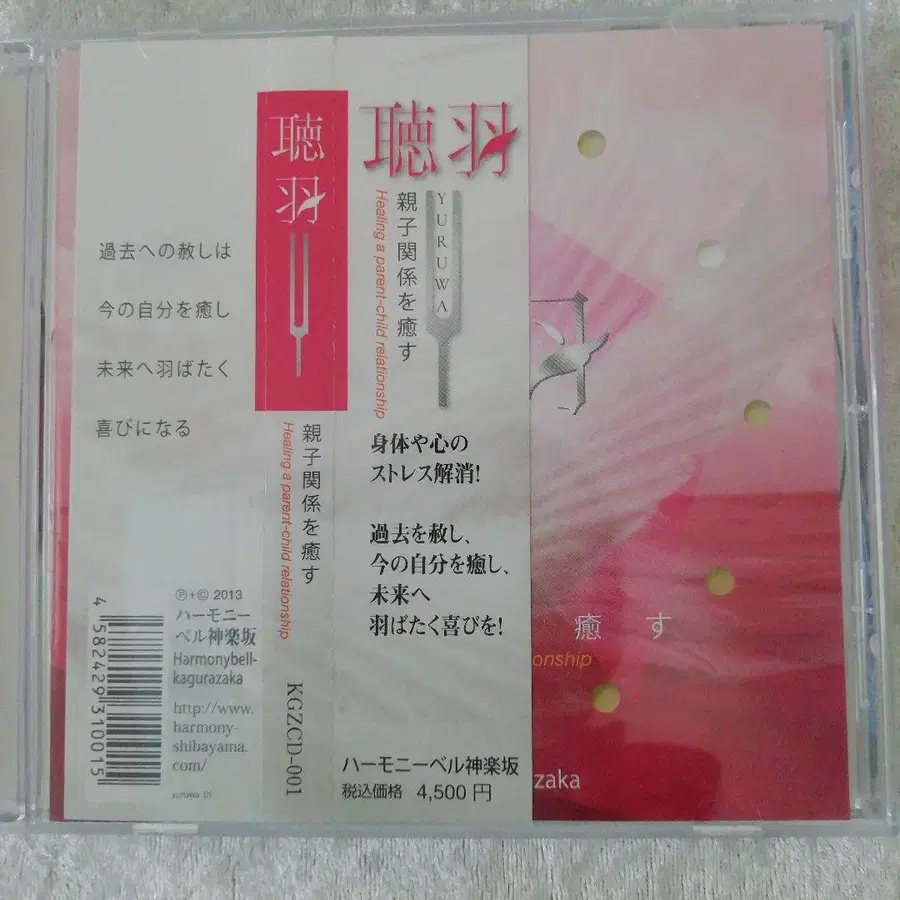 過去への赦しは
今の自分を癒し
未来へ羽ばたく
喜びになる
Ⓟ+© 2013
ハーモニー
ベル神楽坂
Harmonybell-
kagurazaka
http://www.
harmony-
shibayama.
com/
4 582429 310015
yuruwa 01
聴羽
親子関係を癒す
Healing a parent-child relationship
KGZCD-001
聴羽
YURUWA
親子関係を癒す
Healing a parent-child relationship
身体や心の
ストレス解消!
過去を赦し、
今の自分を癒し、
未来へ
羽ばたく喜びを!
ハーモニーベル神楽坂
税込価格 4,500 円
羽
癒す
onship
zaka